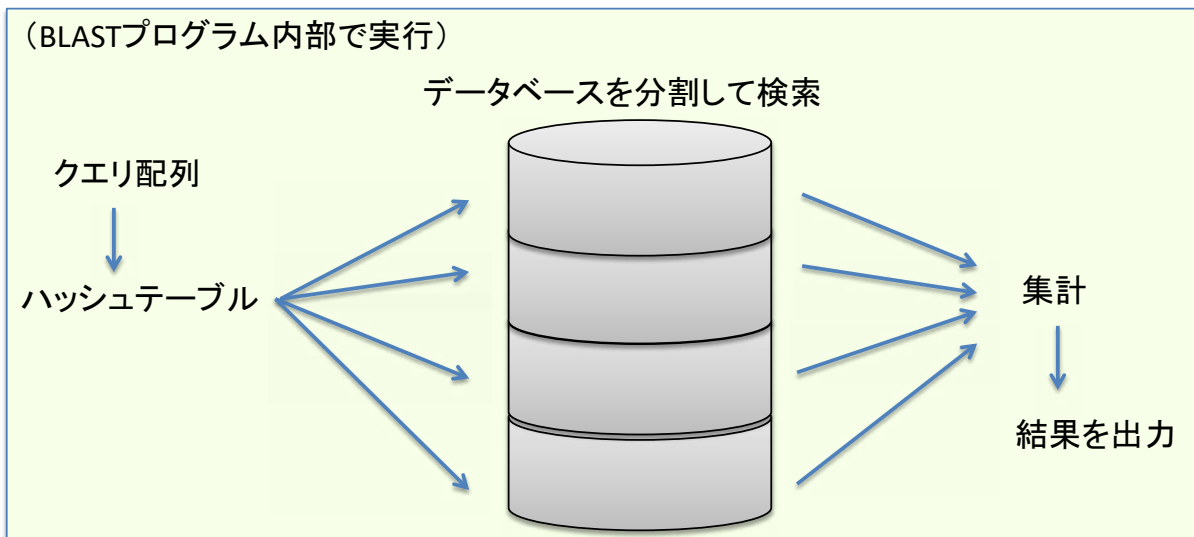 （BLASTプログラム内部で実行）
データベースを分割して検索
クエリ配列
ハッシュテーブル
集計
結果を出力